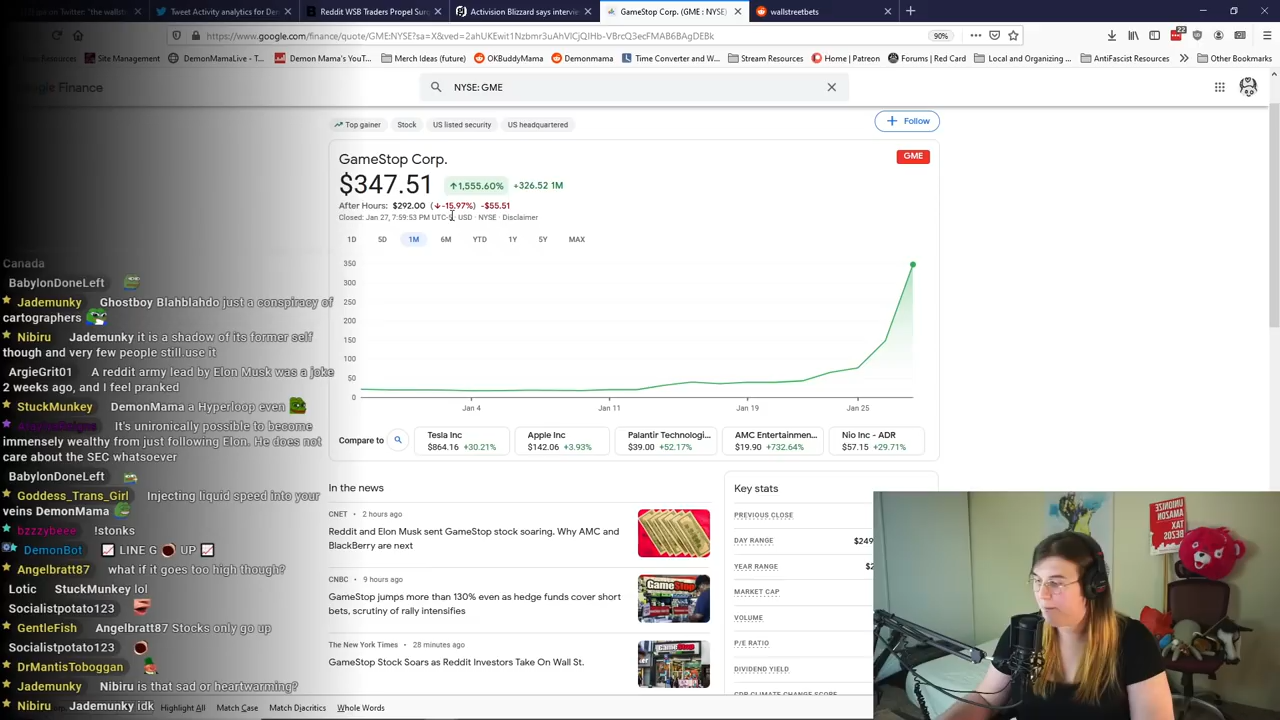 Tweet Activity analytics for De
Reddit WSB Traders Propel Sur
Activision Blizzard says intervie
GameStop Corp. (GME : NYSE)
wallstreetbets
https://www.google.com/finance/quote/GME:NYSE?sa=X&ved=2ahUKEwit1Nzbmr3uAhVlCjQIHb-VBrcQ3ecFMAB6BAgDEBk
90%
22
Site Management
DemonMamaLive - T...
Demon Mama's YouT...
Merch Ideas (future)
OKBuddyMama
Demonmama
Time Converter and W...
Stream Resources
Home | Patreon
Forums | Red Card
Local and Organizing ...
AntiFascist Resources
Other Bookmarks
Finance
NYSE: GME
Top gainer
Stock
US listed security
US headquartered
Follow
GameStop Corp.
GME
$347.51
↑1,555.60%
+326.52 1M
After Hours: $292.00 (↓-15.97%) -$55.51
Closed: Jan 27, 7:59:53 PM UTC-5 · USD · NYSE · Disclaimer
1D
5D
1M
6M
YTD
1Y
5Y
MAX
350
300
250
200
150
100
50
0
Jan 4
Jan 11
Jan 19
Jan 25
Compare to
Tesla Inc
$864.16 +30.21%
Apple Inc
$142.06 +3.93%
Palantir Technologi...
$39.00 +52.17%
AMC Entertainmen...
$19.90 +732.64%
Nio Inc - ADR
$57.15 +29.71%
In the news
CNET • 2 hours ago
Reddit and Elon Musk sent GameStop stock soaring. Why AMC and
BlackBerry are next
CNBC • 9 hours ago
GameStop jumps more than 130% even as hedge funds cover short
bets, scrutiny of rally intensifies
The New York Times • 28 minutes ago
GameStop Stock Soars as Reddit Investors Take On Wall St.
Key stats
PREVIOUS CLOSE
DAY RANGE
$249
YEAR RANGE
$2
MARKET CAP
VOLUME
P/E RATIO
DIVIDEND YIELD
CDP CLIMATE CHANGE SCORE
Canada
BabylonDoneLeft
Jademunky Ghostboy Blahblahdo just a conspiracy of
cartographers
Nibiru Jademunky it is a shadow of its former self
though and very few people still use it
ArgieGrit01 A reddit army lead by Elon Musk was a joke
2 weeks ago, and I feel pranked
StuckMunkey DemonMama a Hyperloop even
It's unironically possible to become
immensely wealthy from just following Elon. He does not
care about the SEC whatsoever
BabylonDoneLeft
Goddess_Trans_Girl Injecting liquid speed into your
veins DemonMama
bzzzybeee !stonks
DemonBot LINE G UP
Angelbratt87 what if it goes too high though?
Lotic StuckMunkey lol
Socialistpotato123
GentleFish Angelbratt87 Stocks only go up
Socialistpotato123
DrMantisToboggan
Jademunky Nibiru is that sad or heartwarming?
Nibiru Jademunky idk
Highlight All
Match Case
Match Diacritics
Whole Words
UNIONIZE
AMAZON
TAX
BEZOS